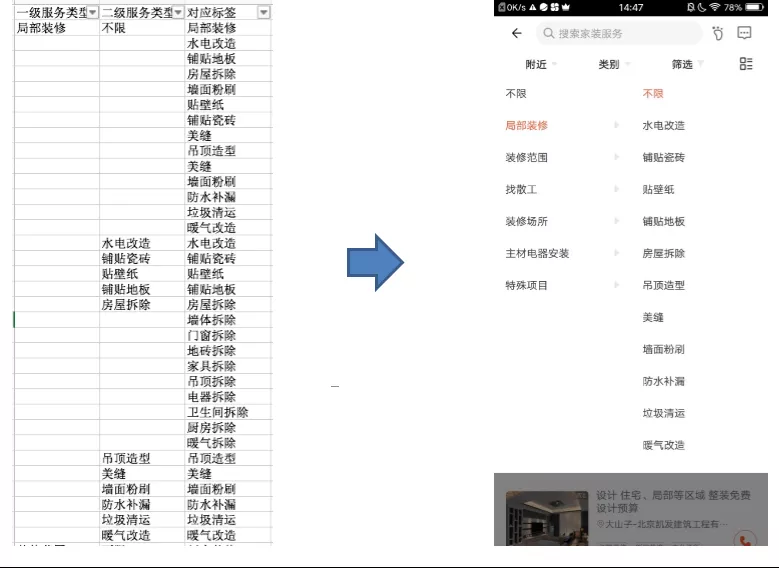 一级服务类型 二级服务类型 对应标签
局部装修 不限 局部装修
水电改造
铺贴地板
房屋拆除
墙面粉刷
贴壁纸
铺贴瓷砖
美缝
吊顶造型
美缝
墙面粉刷
防水补漏
垃圾清运
暖气改造
水电改造 水电改造
铺贴瓷砖 铺贴瓷砖
贴壁纸 贴壁纸
铺贴地板 铺贴地板
房屋拆除 房屋拆除
墙体拆除
门窗拆除
地砖拆除
家具拆除
吊顶拆除
电器拆除
卫生间拆除
厨房拆除
暖气拆除
吊顶造型 吊顶造型
美缝 美缝
墙面粉刷 墙面粉刷
防水补漏 防水补漏
垃圾清运 垃圾清运
暖气改造 暖气改造
0K/s 14:47 78%
搜索家装服务
附近 类别 筛选
不限 不限
局部装修 水电改造
装修范围 铺贴瓷砖
找散工 贴壁纸
装修场所 铺贴地板
主材电器安装 房屋拆除
特殊项目 吊顶造型
美缝
墙面粉刷
防水补漏
垃圾清运
暖气改造
设计 住宅、局部等区域 整装免费
设计预算
大山子-北京凯发建筑工程有…